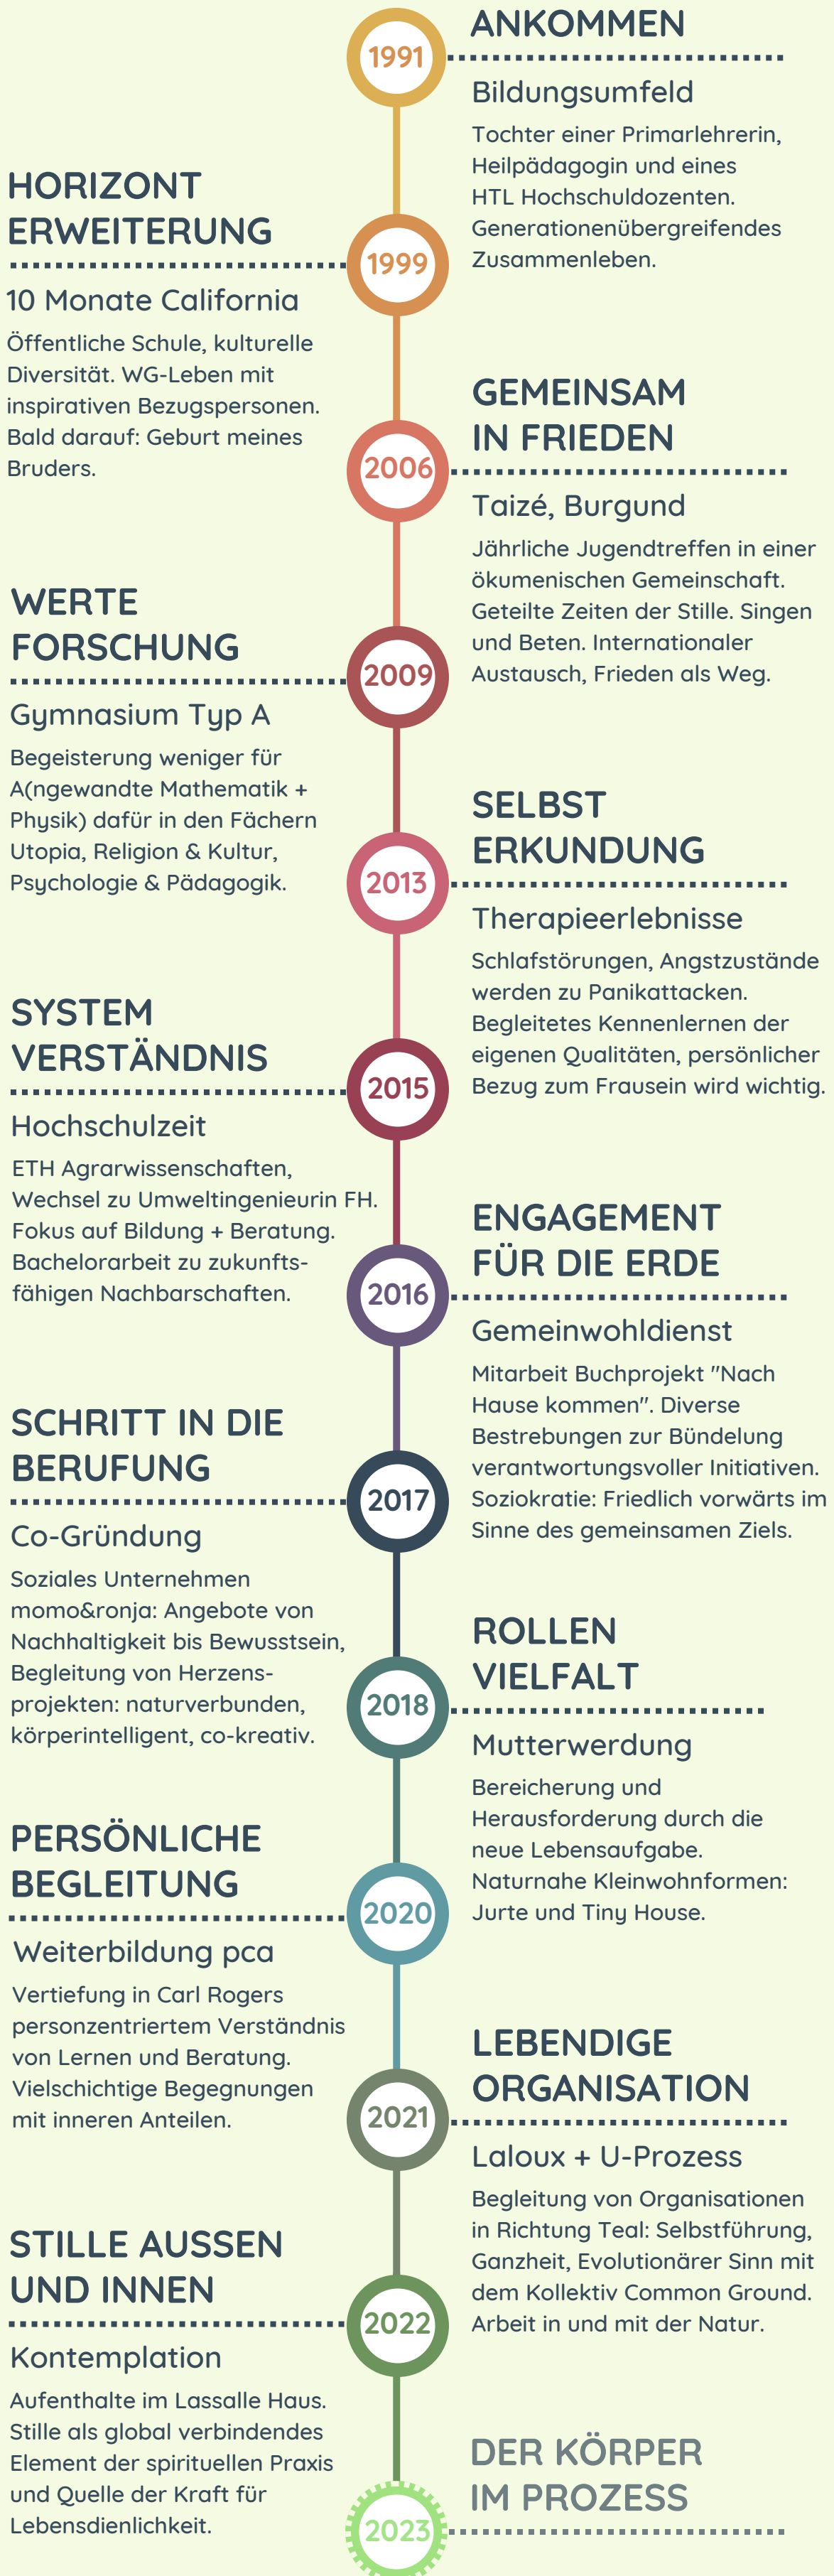 1991
ANKOMMEN
Bildungsumfeld
Tochter einer Primarlehrerin,
Heilpädagogin und eines
HTL Hochschuldozenten.
Generationenübergreifendes
Zusammenleben.
HORIZONT
ERWEITERUNG
1999
10 Monate California
Öffentliche Schule, kulturelle
Diversität. WG-Leben mit
inspirativen Bezugspersonen.
Bald darauf: Geburt meines
Bruders.
GEMEINSAM
IN FRIEDEN
2006
Taizé, Burgund
Jährliche Jugendtreffen in einer
ökumenischen Gemeinschaft.
Geteilte Zeiten der Stille. Singen
und Beten. Internationaler
Austausch, Frieden als Weg.
WERTE
FORSCHUNG
2009
Gymnasium Typ A
Begeisterung weniger für
A(ngewandte Mathematik +
Physik) dafür in den Fächern
Utopia, Religion & Kultur,
Psychologie & Pädagogik.
SELBST
ERKUNDUNG
2013
Therapieerlebnisse
Schlafstörungen, Angstzustände
werden zu Panikattacken.
Begleitetes Kennenlernen der
eigenen Qualitäten, persönlicher
Bezug zum Frausein wird wichtig.
SYSTEM
VERSTÄNDNIS
2015
Hochschulzeit
ETH Agrarwissenschaften,
Wechsel zu Umweltingenieurin FH.
Fokus auf Bildung + Beratung.
Bachelorarbeit zu zukunfts-
fähigen Nachbarschaften.
ENGAGEMENT
FÜR DIE ERDE
2016
Gemeinwohldienst
Mitarbeit Buchprojekt "Nach
Hause kommen". Diverse
Bestrebungen zur Bündelung
verantwortungsvoller Initiativen.
Soziokratie: Friedlich vorwärts im
Sinne des gemeinsamen Ziels.
SCHRITT IN DIE
BERUFUNG
2017
Co-Gründung
Soziales Unternehmen
momo&ronja: Angebote von
Nachhaltigkeit bis Bewusstsein,
Begleitung von Herzens-
projekten: naturverbunden,
körperintelligent, co-kreativ.
ROLLEN
VIELFALT
2018
Mutterwerdung
Bereicherung und
Herausforderung durch die
neue Lebensaufgabe.
Naturnahe Kleinwohnformen:
Jurte und Tiny House.
PERSÖNLICHE
BEGLEITUNG
2020
Weiterbildung pca
Vertiefung in Carl Rogers
personzentriertem Verständnis
von Lernen und Beratung.
Vielschichtige Begegnungen
mit inneren Anteilen.
LEBENDIGE
ORGANISATION
2021
Laloux + U-Prozess
Begleitung von Organisationen
in Richtung Teal: Selbstführung,
Ganzheit, Evolutionärer Sinn mit
dem Kollektiv Common Ground.
Arbeit in und mit der Natur.
STILLE AUSSEN
UND INNEN
2022
Kontemplation
Aufenthalte im Lassalle Haus.
Stille als global verbindendes
Element der spirituellen Praxis
und Quelle der Kraft für
Lebensdienlichkeit.
DER KÖRPER
IM PROZESS
2023